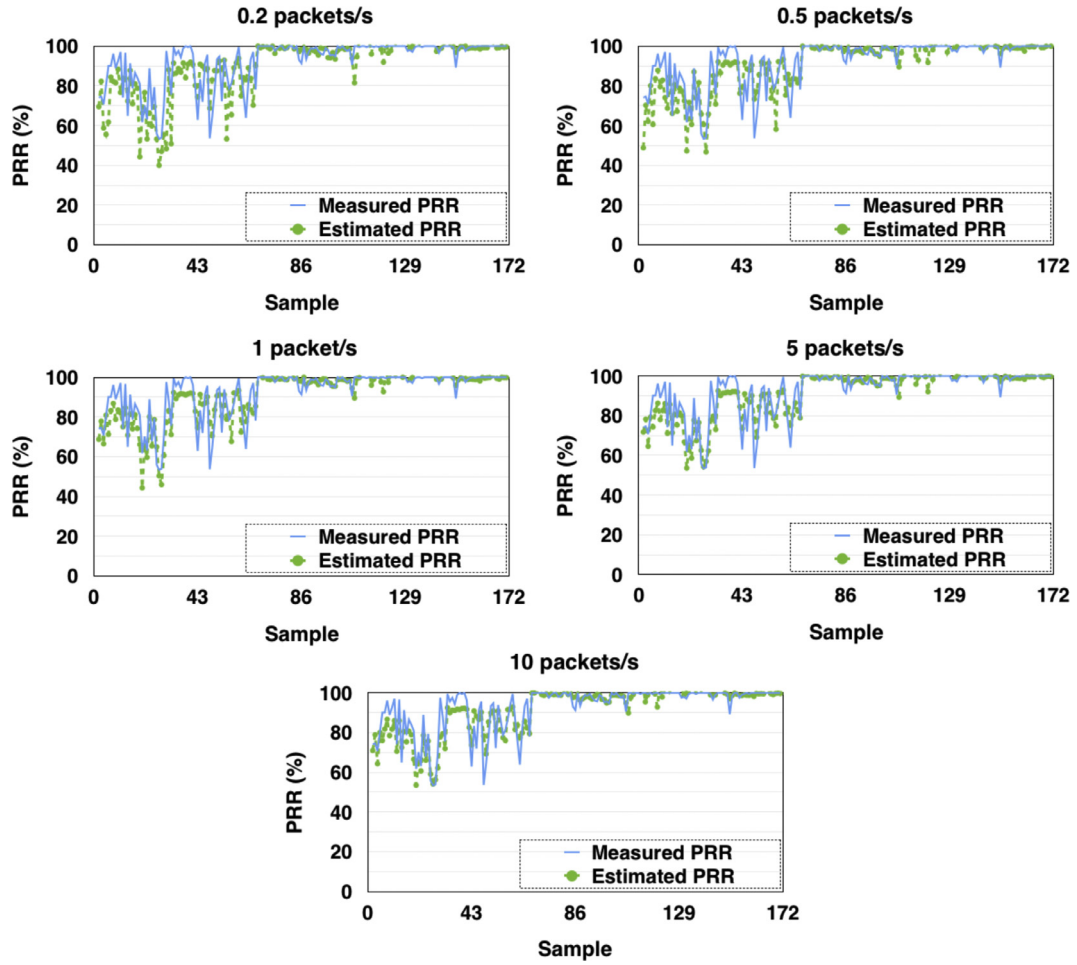 0.2 packets/s
PRR (%)
100
80
60
40
20
0
Measured PRR
Estimated PRR
0 43 86 129 172
Sample
0.5 packets/s
PRR (%)
100
80
60
40
20
0
Measured PRR
Estimated PRR
0 43 86 129 172
Sample
1 packet/s
PRR (%)
100
80
60
40
20
0
Measured PRR
Estimated PRR
0 43 86 129 172
Sample
5 packets/s
PRR (%)
100
80
60
40
20
0
Measured PRR
Estimated PRR
0 43 86 129 172
Sample
10 packets/s
PRR (%)
100
80
60
40
20
0
Measured PRR
Estimated PRR
0 43 86 129 172
Sample